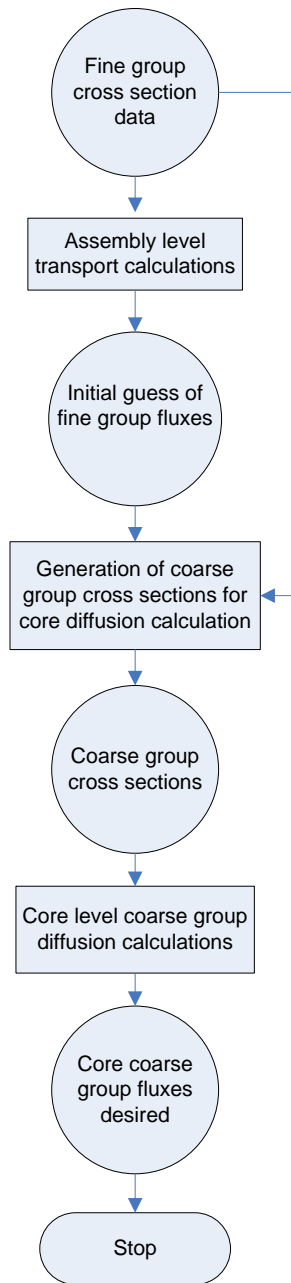 Fine group
cross section
data
Assembly level
transport calculations
Initial guess of
fine group fluxes
Generation of coarse
group cross sections for
core diffusion calculation
Coarse group
cross sections
Core level coarse group
diffusion calculations
Core coarse
group fluxes
desired
Stop